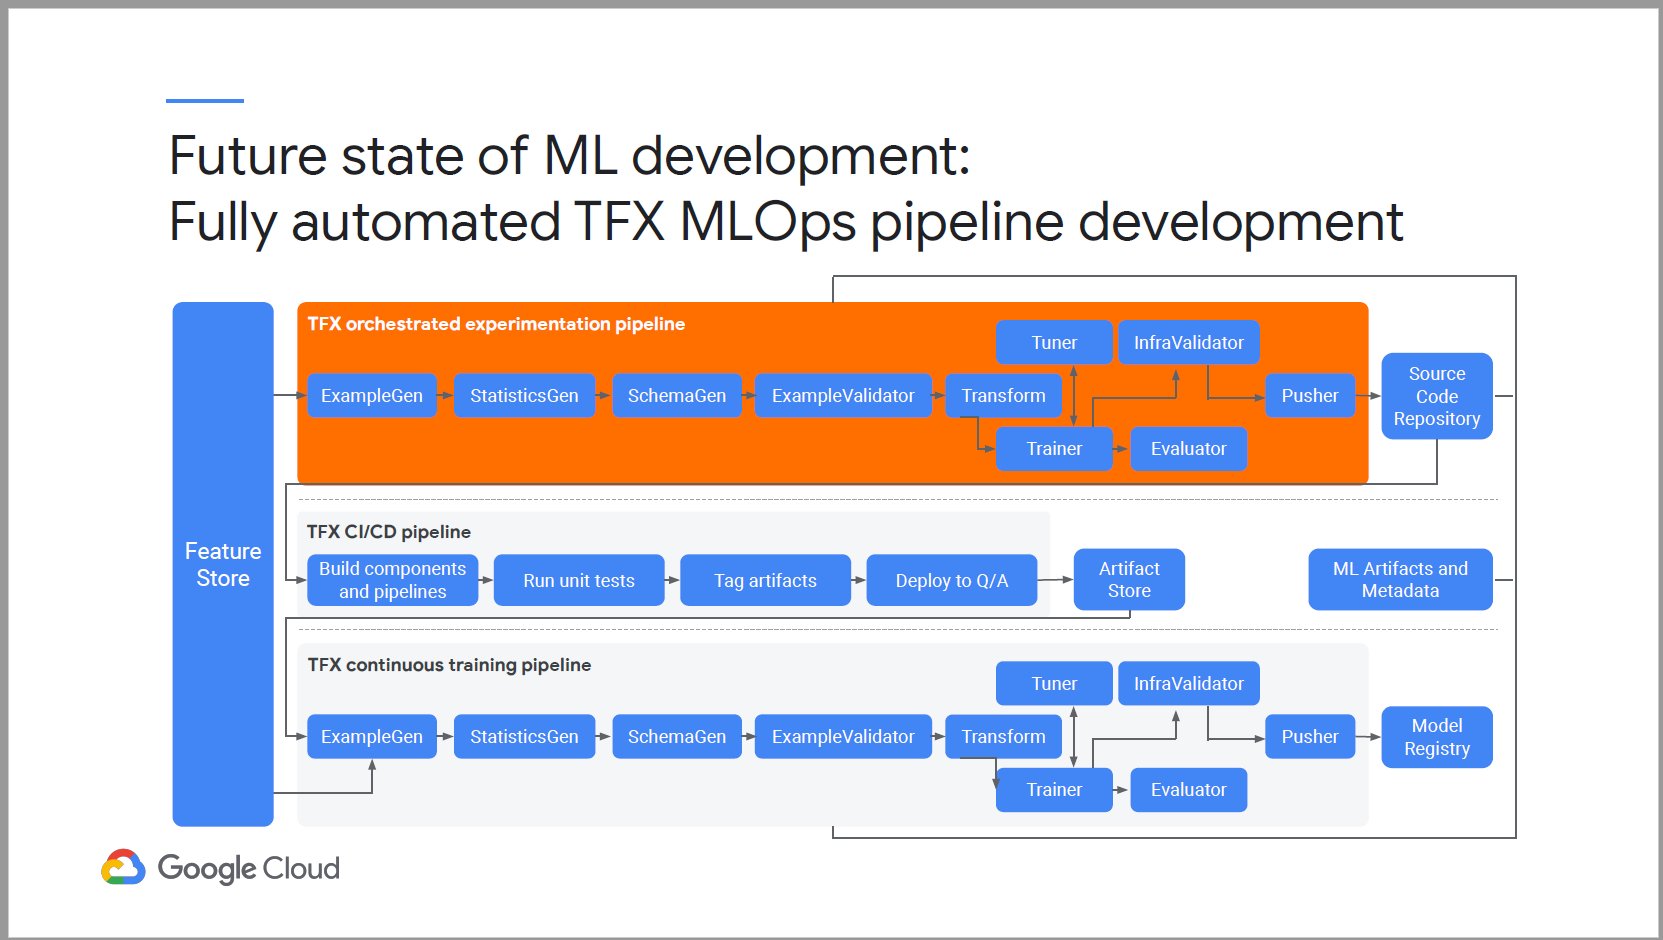 Future state of ML development:
Fully automated TFX MLOps pipeline development
Feature
Store
TFX orchestrated experimentation pipeline
Tuner
InfraValidator
ExampleGen
StatisticsGen
SchemaGen
ExampleValidator
Transform
Pusher
Trainer
Evaluator
Source
Code
Repository
TFX CI/CD pipeline
Build components
and pipelines
Run unit tests
Tag artifacts
Deploy to Q/A
Artifact
Store
ML Artifacts and
Metadata
TFX continuous training pipeline
Tuner
InfraValidator
ExampleGen
StatisticsGen
SchemaGen
ExampleValidator
Transform
Pusher
Trainer
Evaluator
Model
Registry
Google Cloud